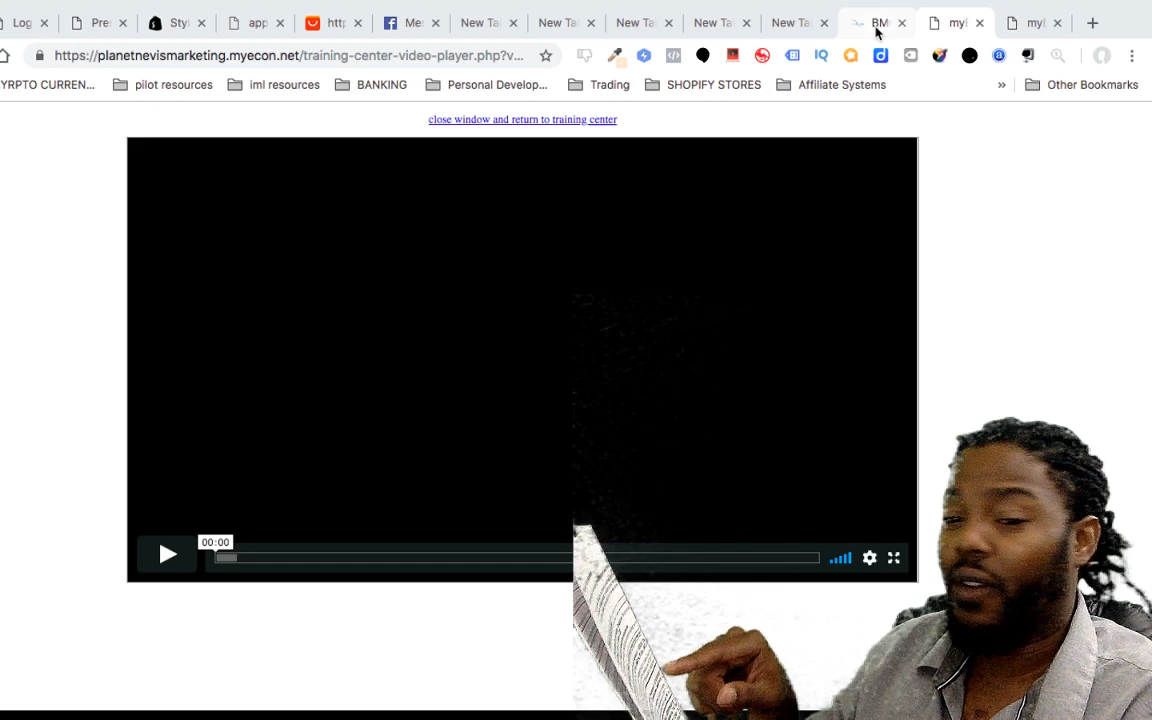 Log Pre: Styl app http Me: New Ta New Ta New Ta New Ta New Ta BM myE myE
https://planetnevismarketing.myecon.net/training-center-video-player.php?v...
YRPTO CURREN... pilot resources iml resources BANKING Personal Develop... Trading SHOPIFY STORES Affiliate Systems » Other Bookmarks
close window and return to training center
00:00